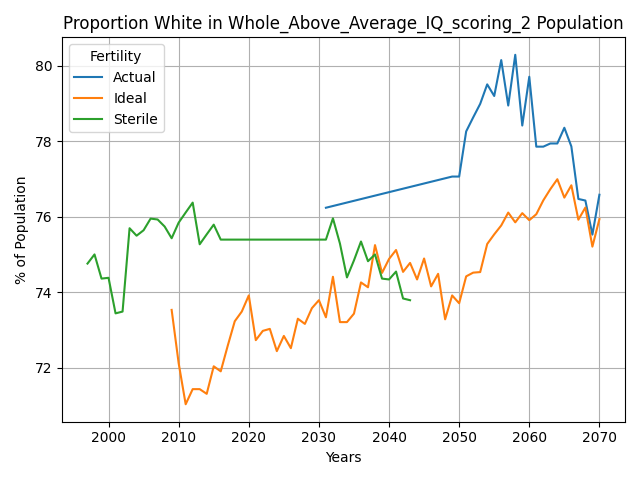 Proportion White in Whole_Above_Average_IQ_scoring_2 Population
Fertility
Actual
Ideal
Sterile
% of Population
80
78
76
74
72
2000 2010 2020 2030 2040 2050 2060 2070
Years